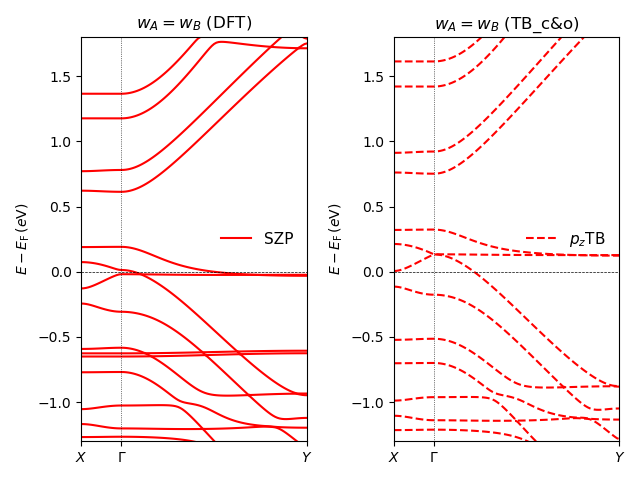 w_A = w_B (DFT)
w_A = w_B (TB_c&o)
E − E_F (eV)
1.5
1.0
0.5
0.0
−0.5
−1.0
SZP
X
Γ
Y
E − E_F (eV)
1.5
1.0
0.5
0.0
−0.5
−1.0
p_zTB
X
Γ
Y